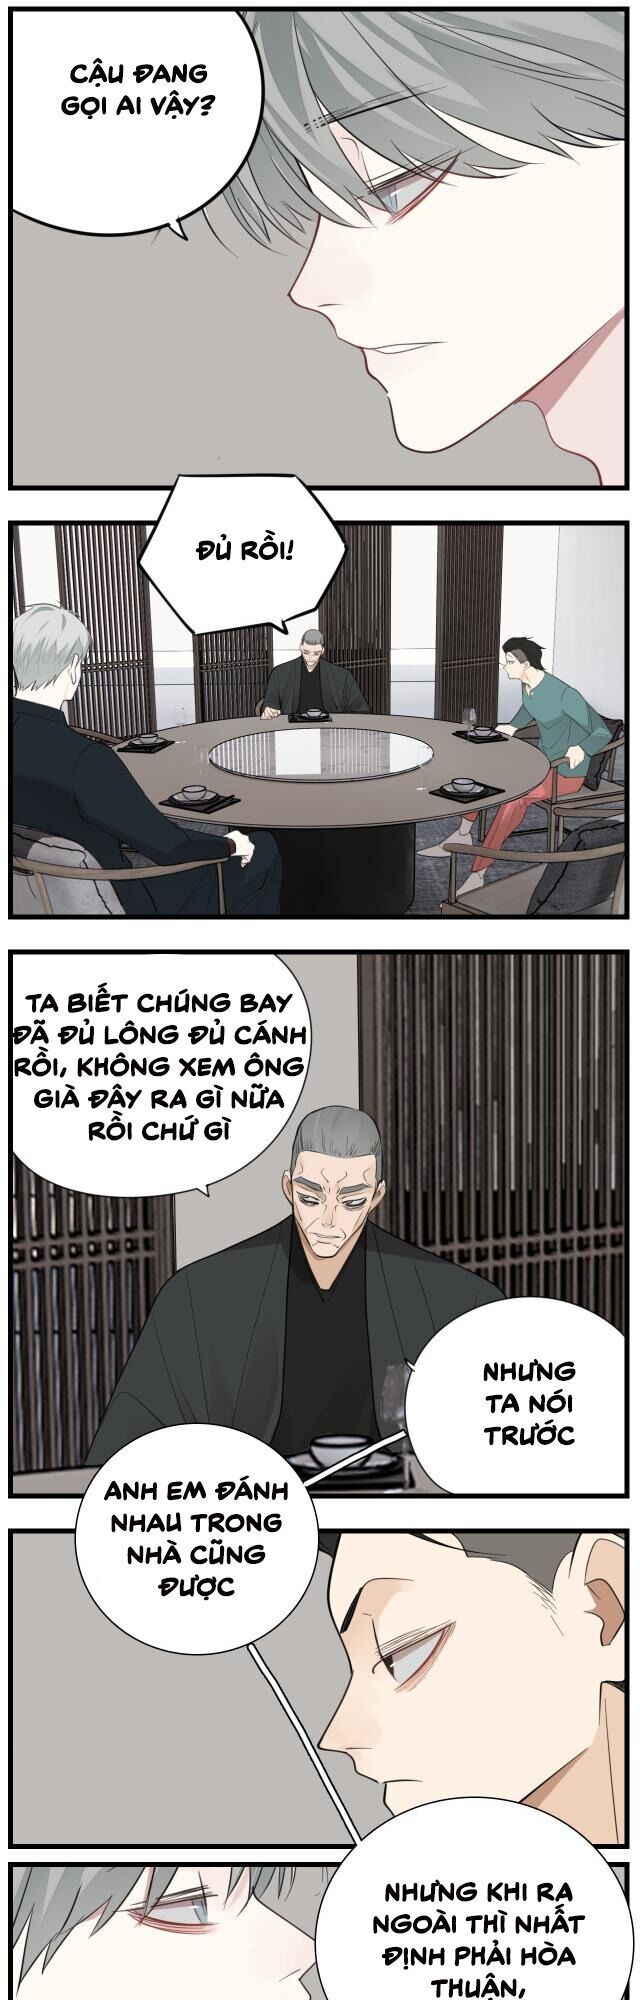 CẬU ĐANG
GỌI AI VẬY?
ĐỦ RỒI!
TA BIẾT CHÚNG BAY
ĐÃ ĐỦ LÔNG ĐỦ CÁNH
RỒI, KHÔNG XEM ÔNG
GIÀ ĐÂY RA GÌ NỮA
RỒI CHỨ GÌ
NHƯNG
TA NÓI
TRƯỚC
ANH EM ĐÁNH
NHAU TRONG
NHÀ CŨNG
ĐƯỢC
NHƯNG KHI RA
NGOÀI THÌ NHẤT
ĐỊNH PHẢI HÒA
THUẬN,